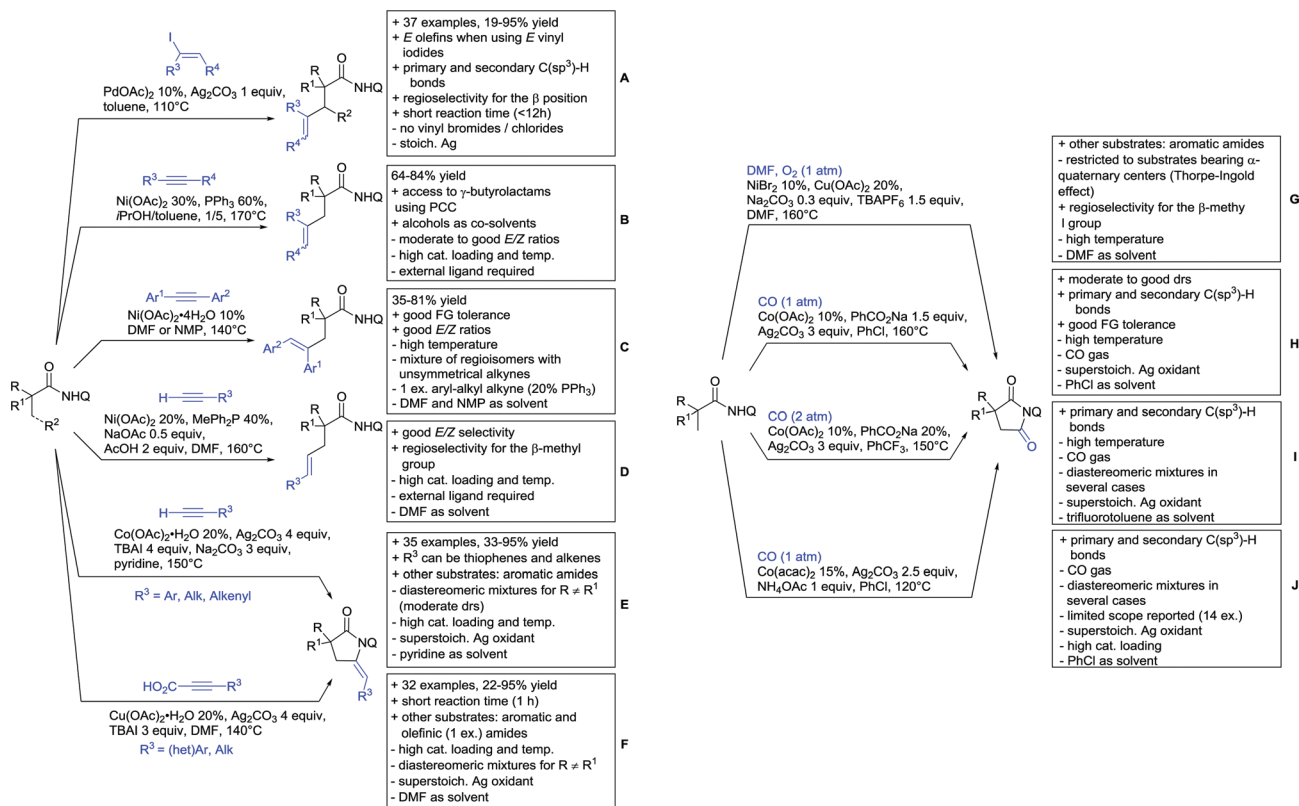 I
R³
R⁴
PdOAc)₂ 10%, Ag₂CO₃ 1 equiv,
toluene, 110°C
R
R¹
O
NHQ
R³
R²
R⁴
+ 37 examples, 19-95% yield
+ E olefins when using E vinyl
iodides
+ primary and secondary C(sp³)-H
bonds
+ regioselectivity for the β position
+ short reaction time (<12h)
- no vinyl bromides / chlorides
- stoich. Ag
A
R³
R⁴
Ni(OAc)₂ 30%, PPh₃ 60%,
iPrOH/toluene, 1/5, 170°C
R
R¹
O
NHQ
R³
R⁴
64-84% yield
+ access to γ-butyrolactams
using PCC
+ alcohols as co-solvents
- moderate to good E/Z ratios
- high cat. loading and temp.
- external ligand required
B
Ar¹
Ar²
Ni(OAc)₂•4H₂O 10%
DMF or NMP, 140°C
R
R¹
O
NHQ
Ar²
Ar¹
35-81% yield
+ good FG tolerance
+ good E/Z ratios
- high temperature
- mixture of regioisomers with
unsymmetrical alkynes
- 1 ex. aryl-alkyl alkyne (20% PPh₃)
- DMF and NMP as solvent
C
R
R¹
O
NHQ
R²
H
R³
Ni(OAc)₂ 20%, MePh₂P 40%,
NaOAc 0.5 equiv,
AcOH 2 equiv, DMF, 160°C
R
R¹
O
NHQ
R³
+ good E/Z selectivity
+ regioselectivity for the β-methyl
group
- high cat. loading and temp.
- external ligand required
- DMF as solvent
D
H
R³
Co(OAc)₂•H₂O 20%, Ag₂CO₃ 4 equiv,
TBAI 4 equiv, Na₂CO₃ 3 equiv,
pyridine, 150°C
R³ = Ar, Alk, Alkenyl
+ 35 examples, 33-95% yield
+ R³ can be thiophenes and alkenes
+ other substrates: aromatic amides
- diastereomeric mixtures for R ≠ R¹
(moderate drs)
- high cat. loading and temp.
- superstoich. Ag oxidant
- pyridine as solvent
E
R
R¹
O
NQ
R³
HO₂C
R³
Cu(OAc)₂•H₂O 20%, Ag₂CO₃ 4 equiv,
TBAI 3 equiv, DMF, 140°C
R³ = (het)Ar, Alk
+ 32 examples, 22-95% yield
+ short reaction time (1 h)
+ other substrates: aromatic and
olefinic (1 ex.) amides
- high cat. loading and temp.
- diastereomeric mixtures for R ≠ R¹
- superstoich. Ag oxidant
- DMF as solvent
F
DMF, O₂ (1 atm)
NiBr₂ 10%, Cu(OAc)₂ 20%,
Na₂CO₃ 0.3 equiv, TBAPF₆ 1.5 equiv,
DMF, 160°C
+ other substrates: aromatic amides
- restricted to substrates bearing α-
quaternary centers (Thorpe-Ingold
effect)
+ regioselectivity for the β-methy
l group
- high temperature
- DMF as solvent
G
CO (1 atm)
Co(OAc)₂ 10%, PhCO₂Na 1.5 equiv,
Ag₂CO₃ 3 equiv, PhCl, 160°C
+ moderate to good drs
+ primary and secondary C(sp³)-H
bonds
+ good FG tolerance
- high temperature
- CO gas
- superstoich. Ag oxidant
- PhCl as solvent
H
R
R¹
O
NHQ
CO (2 atm)
Co(OAc)₂ 10%, PhCO₂Na 20%,
Ag₂CO₃ 3 equiv, PhCF₃, 150°C
R
R¹
O
NQ
O
+ primary and secondary C(sp³)-H
bonds
- high temperature
- CO gas
- diastereomeric mixtures in
several cases
- superstoich. Ag oxidant
- trifluorotoluene as solvent
I
CO (1 atm)
Co(acac)₂ 15%, Ag₂CO₃ 2.5 equiv,
NH₄OAc 1 equiv, PhCl, 120°C
+ primary and secondary C(sp³)-H
bonds
- CO gas
- diastereomeric mixtures in
several cases
- limited scope reported (14 ex.)
- superstoich. Ag oxidant
- high cat. loading
- PhCl as solvent
J